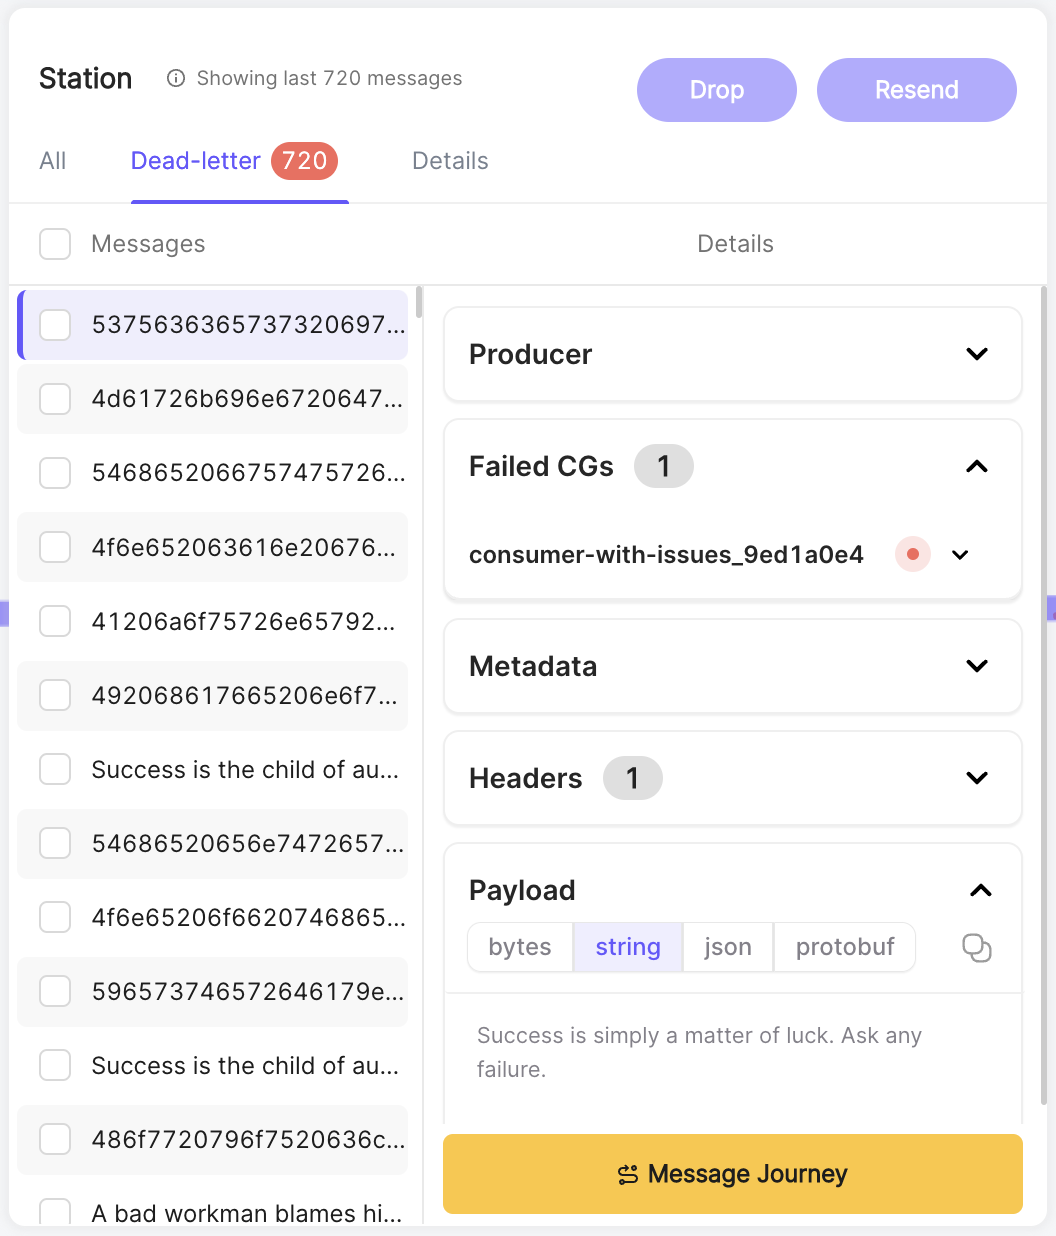 Station
Showing last 720 messages
Drop
Resend
All
Dead-letter 720
Details
Messages
Details
5375636365737320697...
4d61726b696e6720647...
5468652066757475726...
4f6e652063616e20676...
41206a6f75726e65792...
492068617665206e6f7...
Success is the child of au...
54686520656e7472657...
4f6e65206f6620746865...
596573746572646179e...
Success is the child of au...
486f7720796f7520636c...
A bad workman blames hi...
Producer
Failed CGs 1
consumer-with-issues_9ed1a0e4
Metadata
Headers 1
Payload
bytes string json protobuf
Success is simply a matter of luck. Ask any
failure.
Message Journey